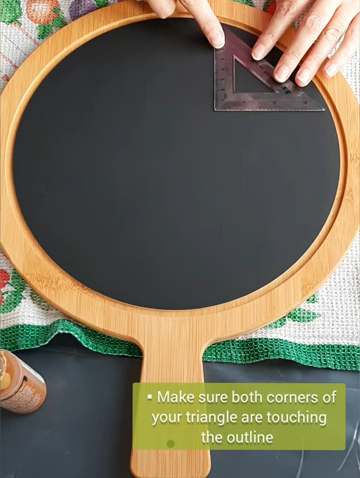 ▪ Make sure both corners of
your triangle are touching
the outline